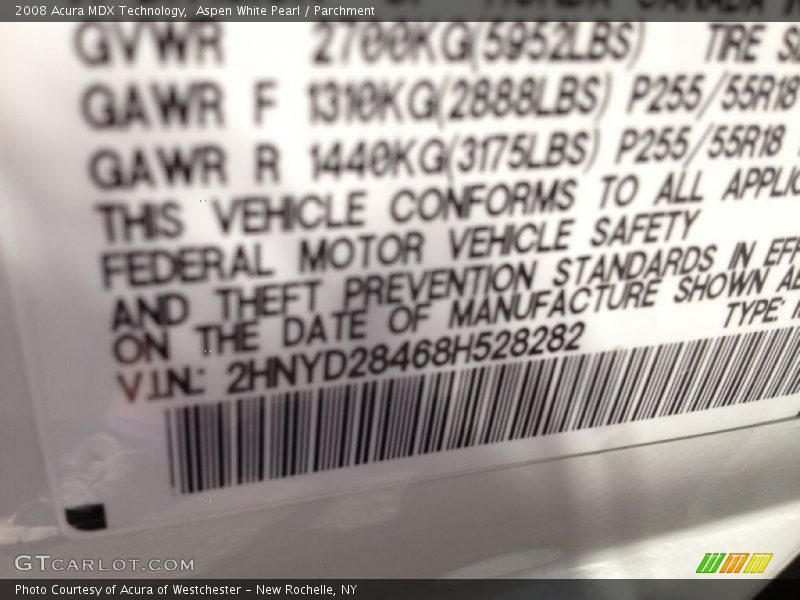 2008 Acura MDX Technology, Aspen White Pearl / Parchment
GVWR 2700KG(5952LBS) TIRE
GAWR F 1310KG(2888LBS) P255/55R18
GAWR R 1440KG(3175LBS) P255/55R18
THIS VEHICLE CONFORMS TO ALL APPLIC
FEDERAL MOTOR VEHICLE SAFETY
AND THEFT PREVENTION STANDARDS IN EFF
ON THE DATE OF MANUFACTURE SHOWN
V.I.N.: 2HNYD28468H528282 TYPE:
GTCARLOT.COM
Photo Courtesy of Acura of Westchester - New Rochelle, NY